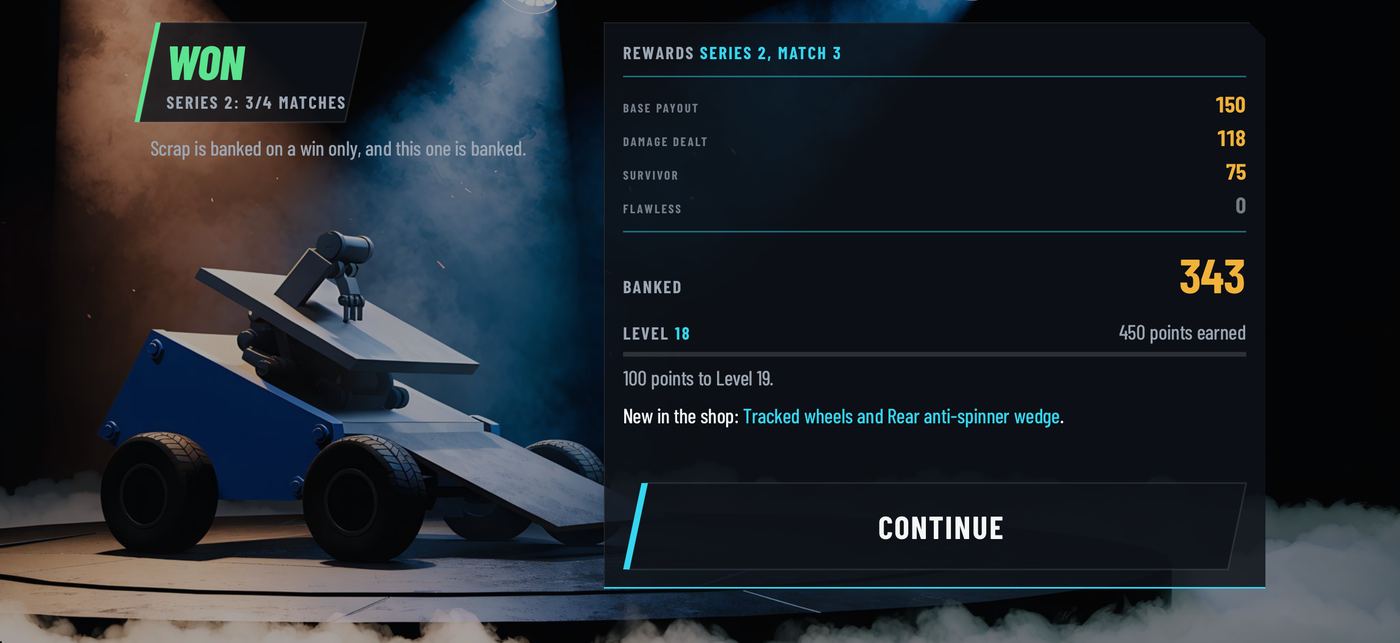 WON
SERIES 2: 3/4 MATCHES
Scrap is banked on a win only, and this one is banked.
REWARDS SERIES 2, MATCH 3
BASE PAYOUT 150
DAMAGE DEALT 118
SURVIVOR 75
FLAWLESS 0
BANKED 343
LEVEL 18 450 points earned
100 points to Level 19.
New in the shop: Tracked wheels and Rear anti-spinner wedge.
CONTINUE